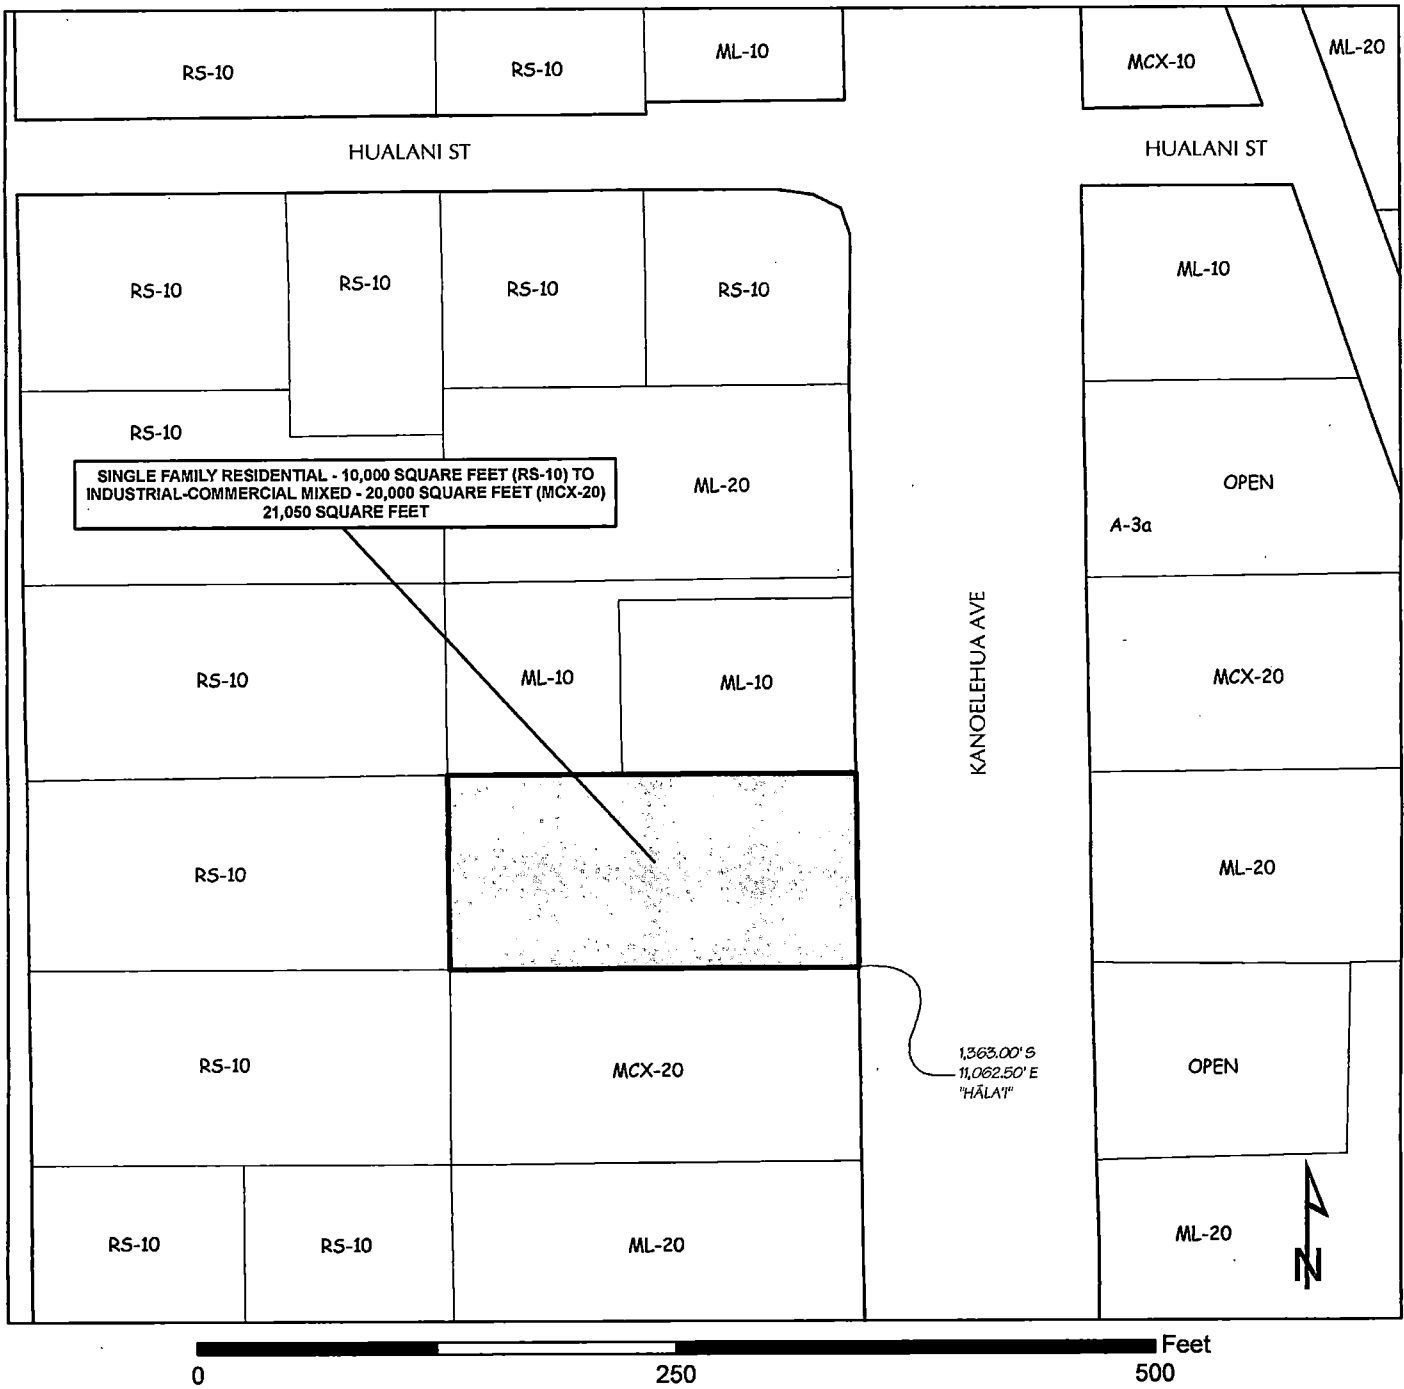 RS-10
RS-10
ML-10
MCX-10
ML-20
HUALANI ST
HUALANI ST
RS-10
RS-10
RS-10
RS-10
ML-10
RS-10
SINGLE FAMILY RESIDENTIAL - 10,000 SQUARE FEET (RS-10) TO
INDUSTRIAL-COMMERCIAL MIXED - 20,000 SQUARE FEET (MCX-20)
21,050 SQUARE FEET
ML-20
OPEN
A-3a
KANOELEHUA AVE
RS-10
ML-10
ML-10
MCX-20
RS-10
ML-20
RS-10
MCX-20
1,363.00' S
11,062.50' E
"HĀLA'I"
OPEN
RS-10
RS-10
ML-20
ML-20
N
Feet
0
250
500